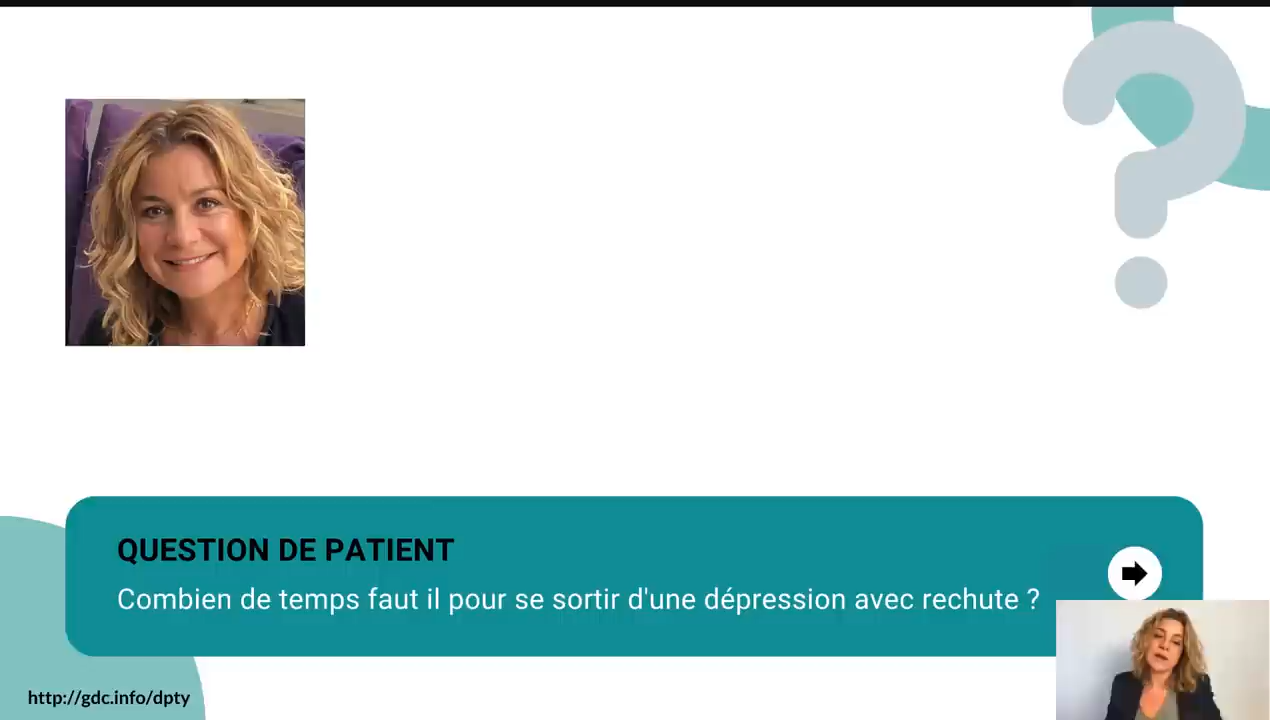 QUESTION DE PATIENT
Combien de temps faut il pour se sortir d'une dépression avec rechute ?
http://gdc.info/dpty